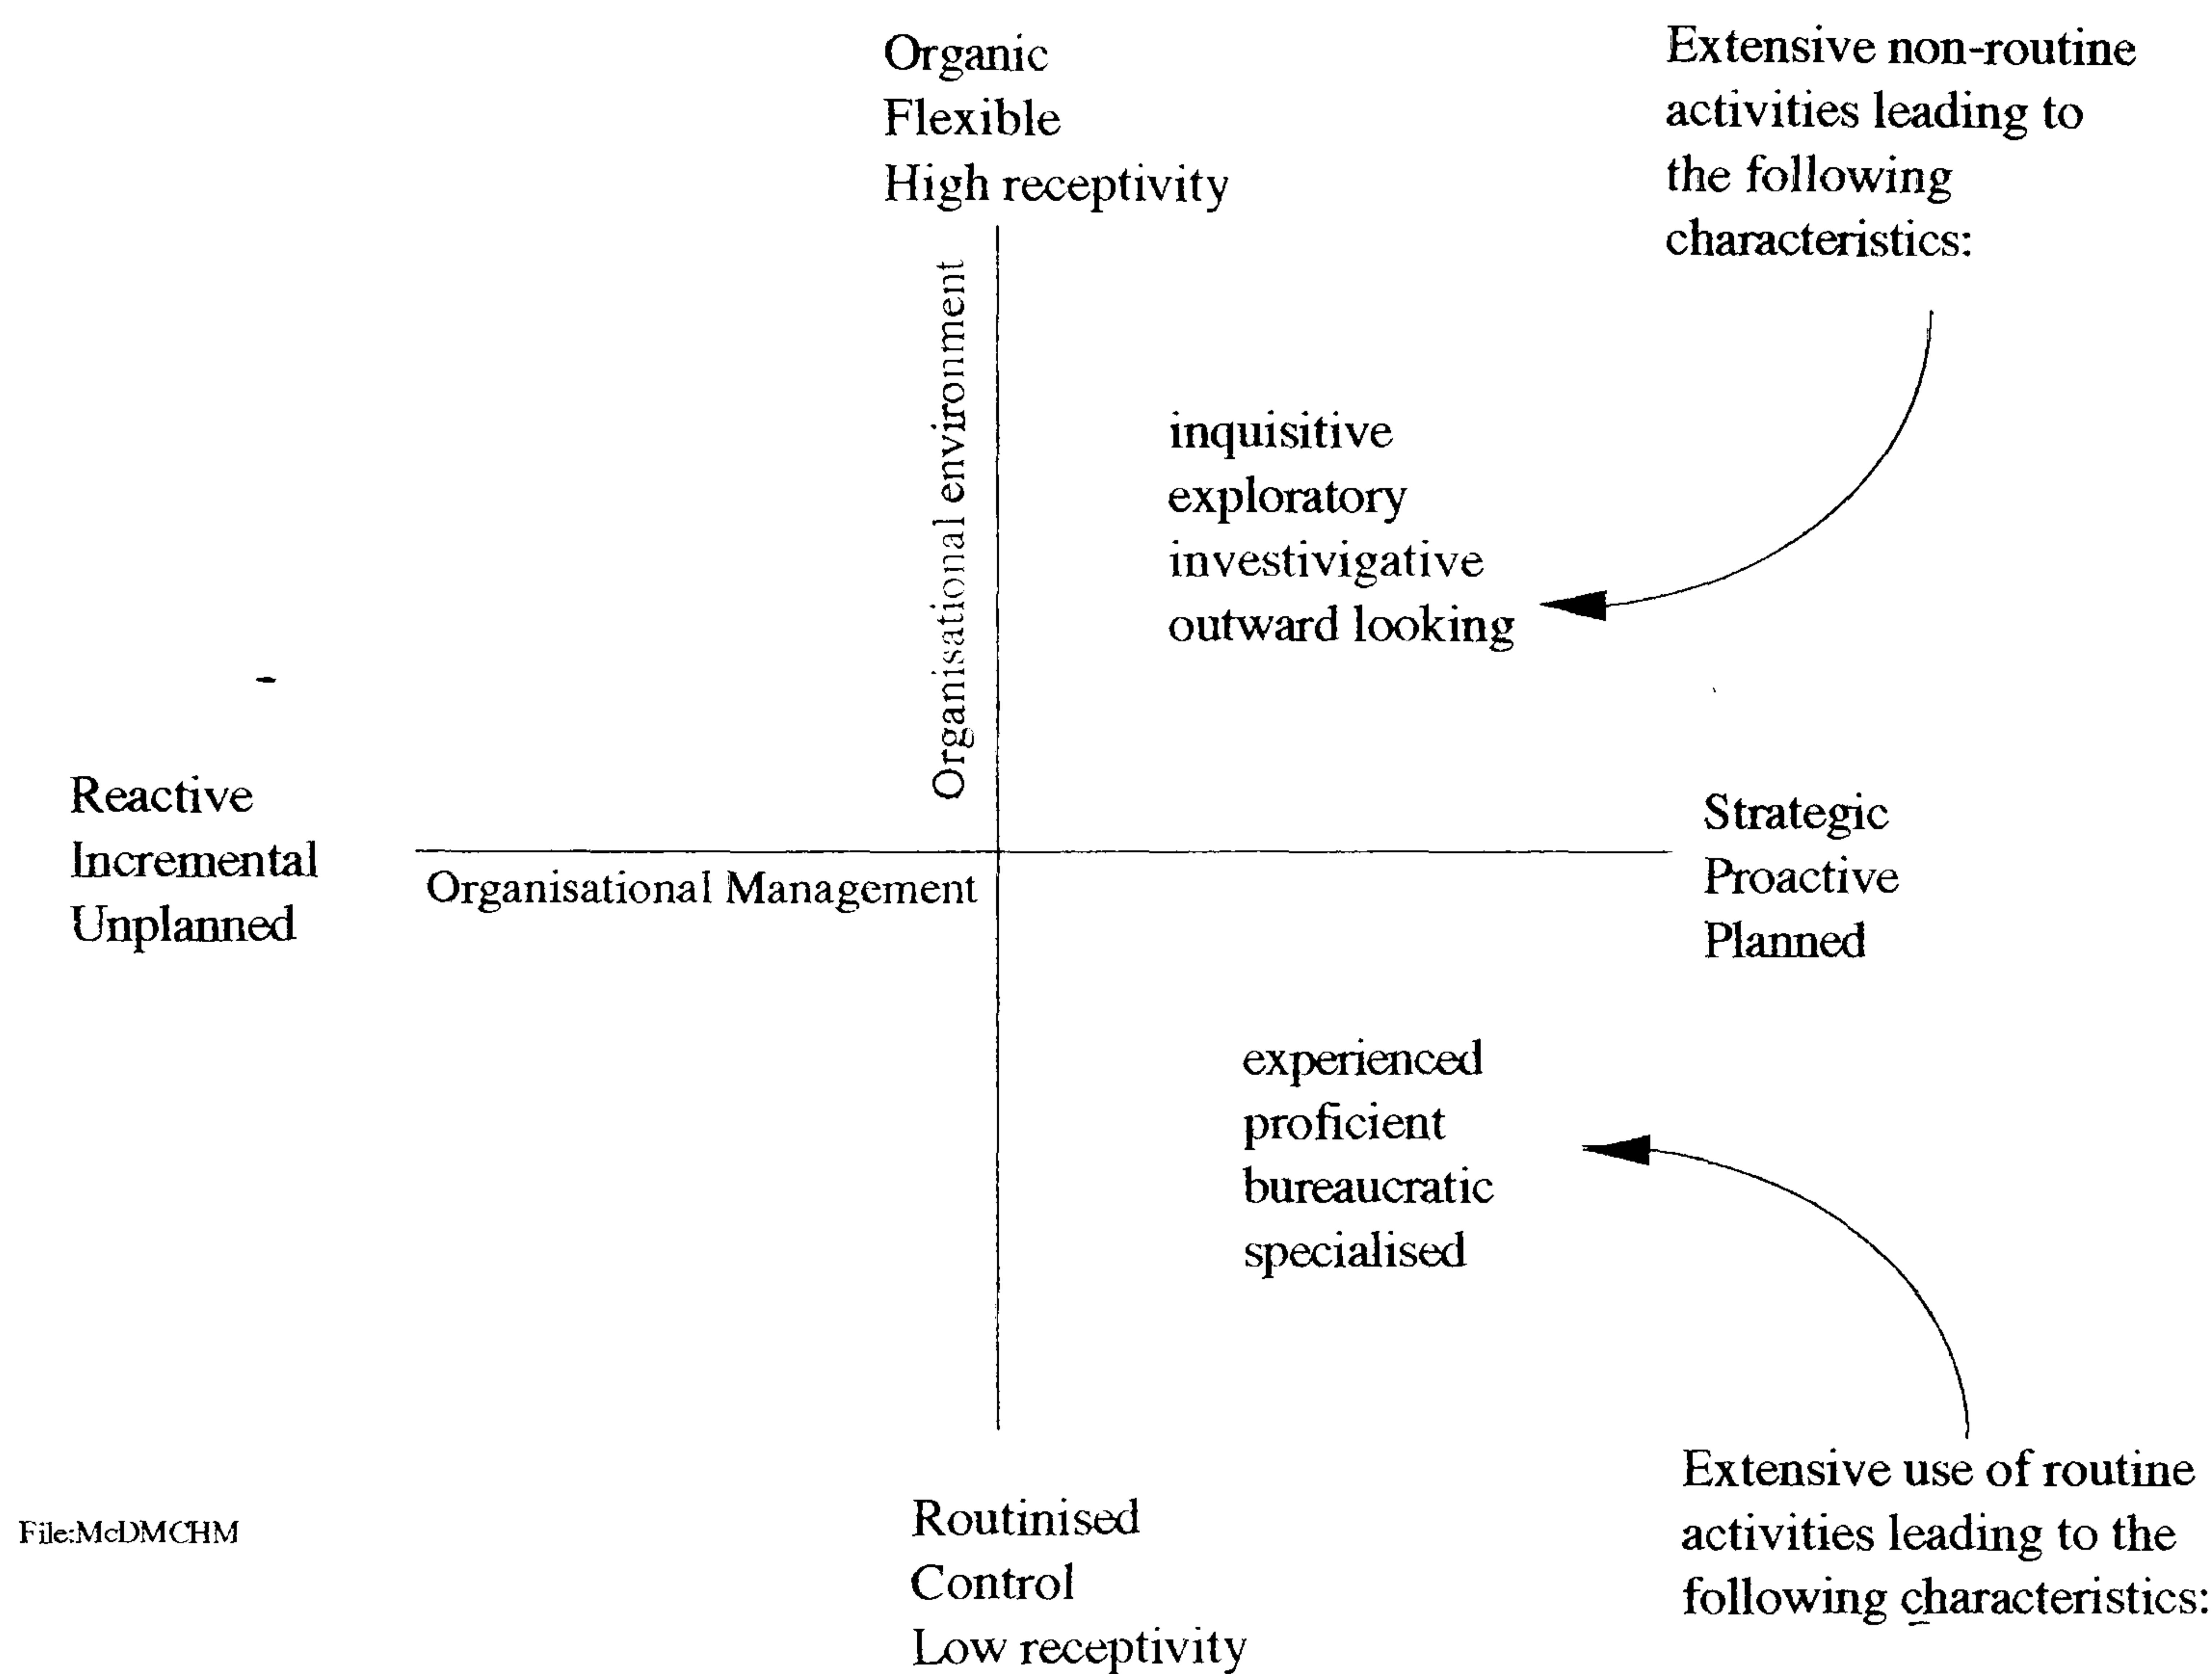 Organic
Flexible
High receptivity
Extensive non-routine
activities leading to
the following
characteristics:
Organisational environment
inquisitive
exploratory
investivigative
outward looking
Reactive
Incremental
Unplanned
Organisational Management
Strategic
Proactive
Planned
experienced
proficient
bureaucratic
specialised
Extensive use of routine
activities leading to the
following characteristics:
Routinised
Control
Low receptivity
File:McDMCHM